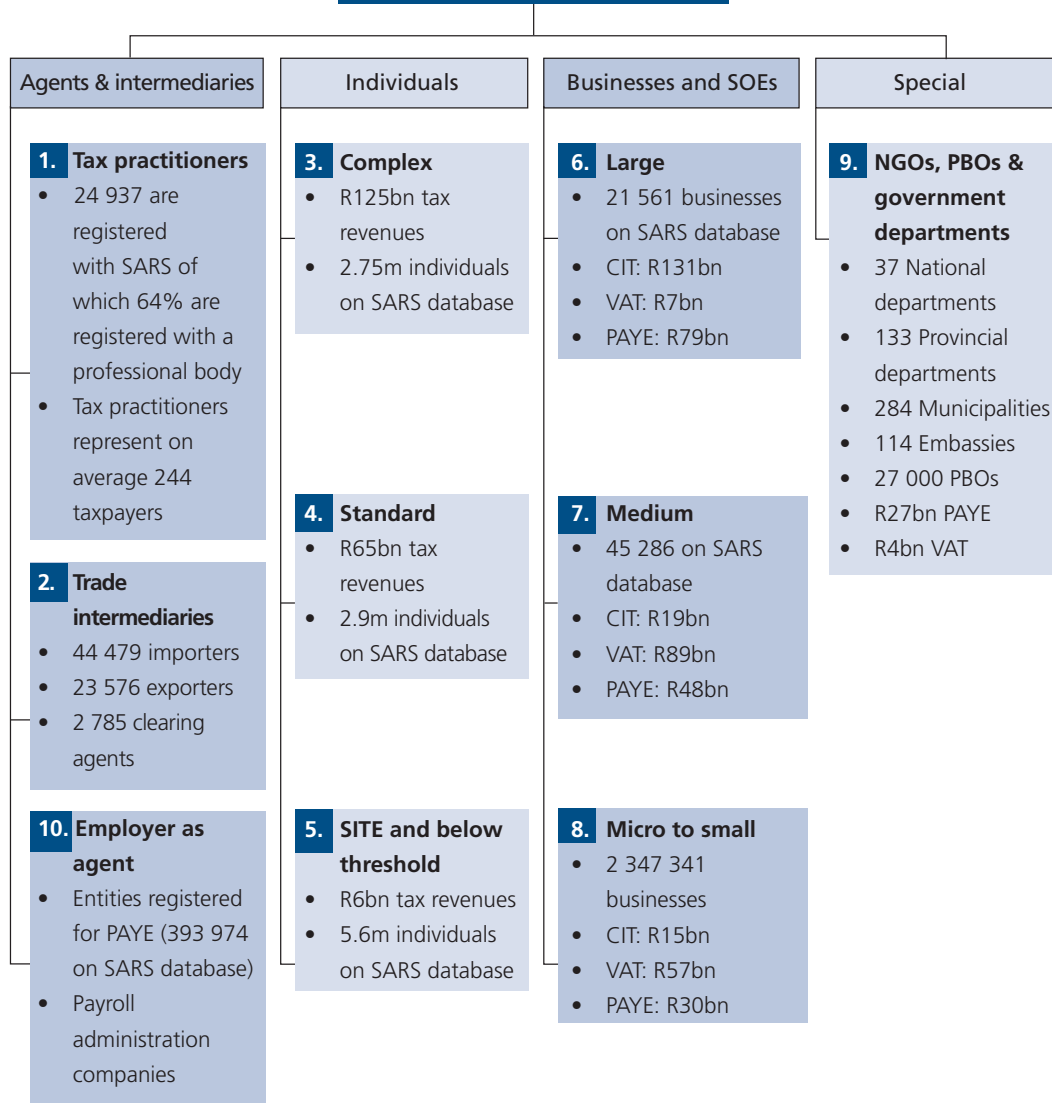 Agents & intermediaries
1. Tax practitioners
• 24 937 are
registered
with SARS of
which 64% are
registered with a
professional body
• Tax practitioners
represent on
average 244
taxpayers
2. Trade
intermediaries
• 44 479 importers
• 23 576 exporters
• 2 785 clearing
agents
10. Employer as
agent
• Entities registered
for PAYE (393 974
on SARS database)
• Payroll
administration
companies
Individuals
3. Complex
• R125bn tax
revenues
• 2.75m individuals
on SARS database
4. Standard
• R65bn tax
revenues
• 2.9m individuals
on SARS database
5. SITE and below
threshold
• R6bn tax revenues
• 5.6m individuals
on SARS database
Businesses and SOEs
6. Large
• 21 561 businesses
on SARS database
• CIT: R131bn
• VAT: R7bn
• PAYE: R79bn
7. Medium
• 45 286 on SARS
database
• CIT: R19bn
• VAT: R89bn
• PAYE: R48bn
8. Micro to small
• 2 347 341
businesses
• CIT: R15bn
• VAT: R57bn
• PAYE: R30bn
Special
9. NGOs, PBOs &
government
departments
• 37 National
departments
• 133 Provincial
departments
• 284 Municipalities
• 114 Embassies
• 27 000 PBOs
• R27bn PAYE
• R4bn VAT